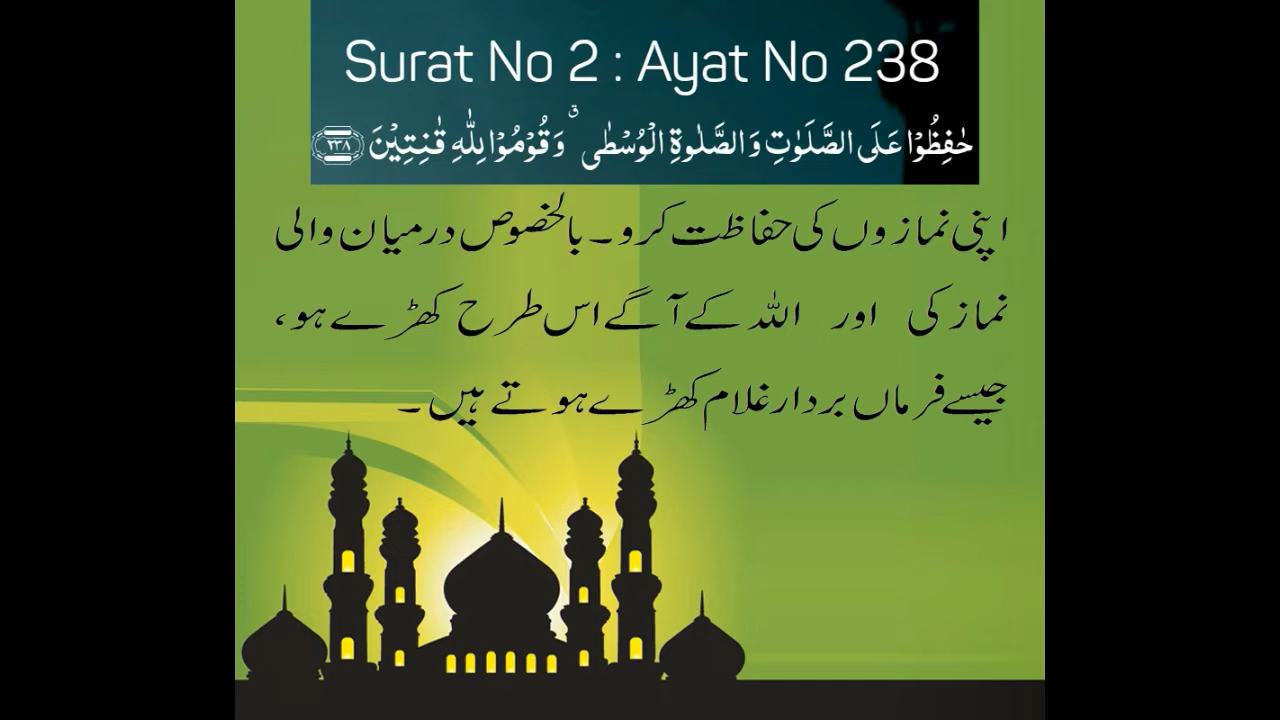 Surat No 2 : Ayat No 238
حٰفِظُوۡا عَلَى الصَّلَوٰتِ وَ الصَّلٰوةِ الۡوُسۡطٰى ٭ وَ قُوۡمُوۡا لِلّٰهِ قٰنِتِيۡنَ ﴿۲۳۸﴾
اپنی نمازوں کی حفاظت کرو۔ بالخصوص درمیان والی
نماز کی اور اللہ کے آگے اس طرح کھڑے ہو،
جیسے فرماں بردار غلام کھڑے ہوتے ہیں۔